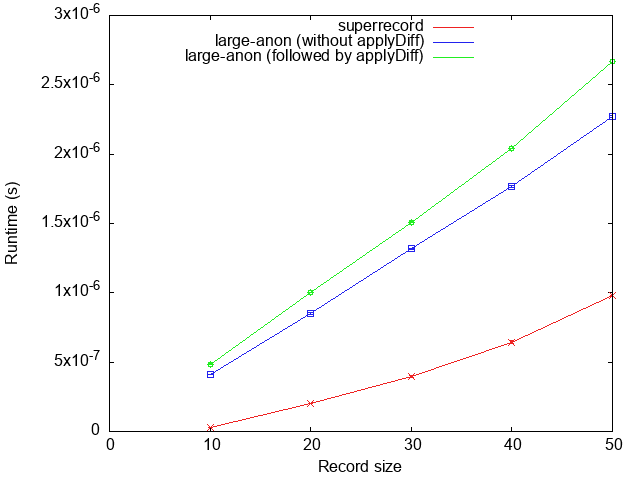 3x10-6
2.5x10-6
2x10-6
1.5x10-6
1x10-6
5x10-7
0
superrecord
large-anon (without applyDiff)
large-anon (followed by applyDiff)
Runtime (s)
0 10 20 30 40 50
Record size